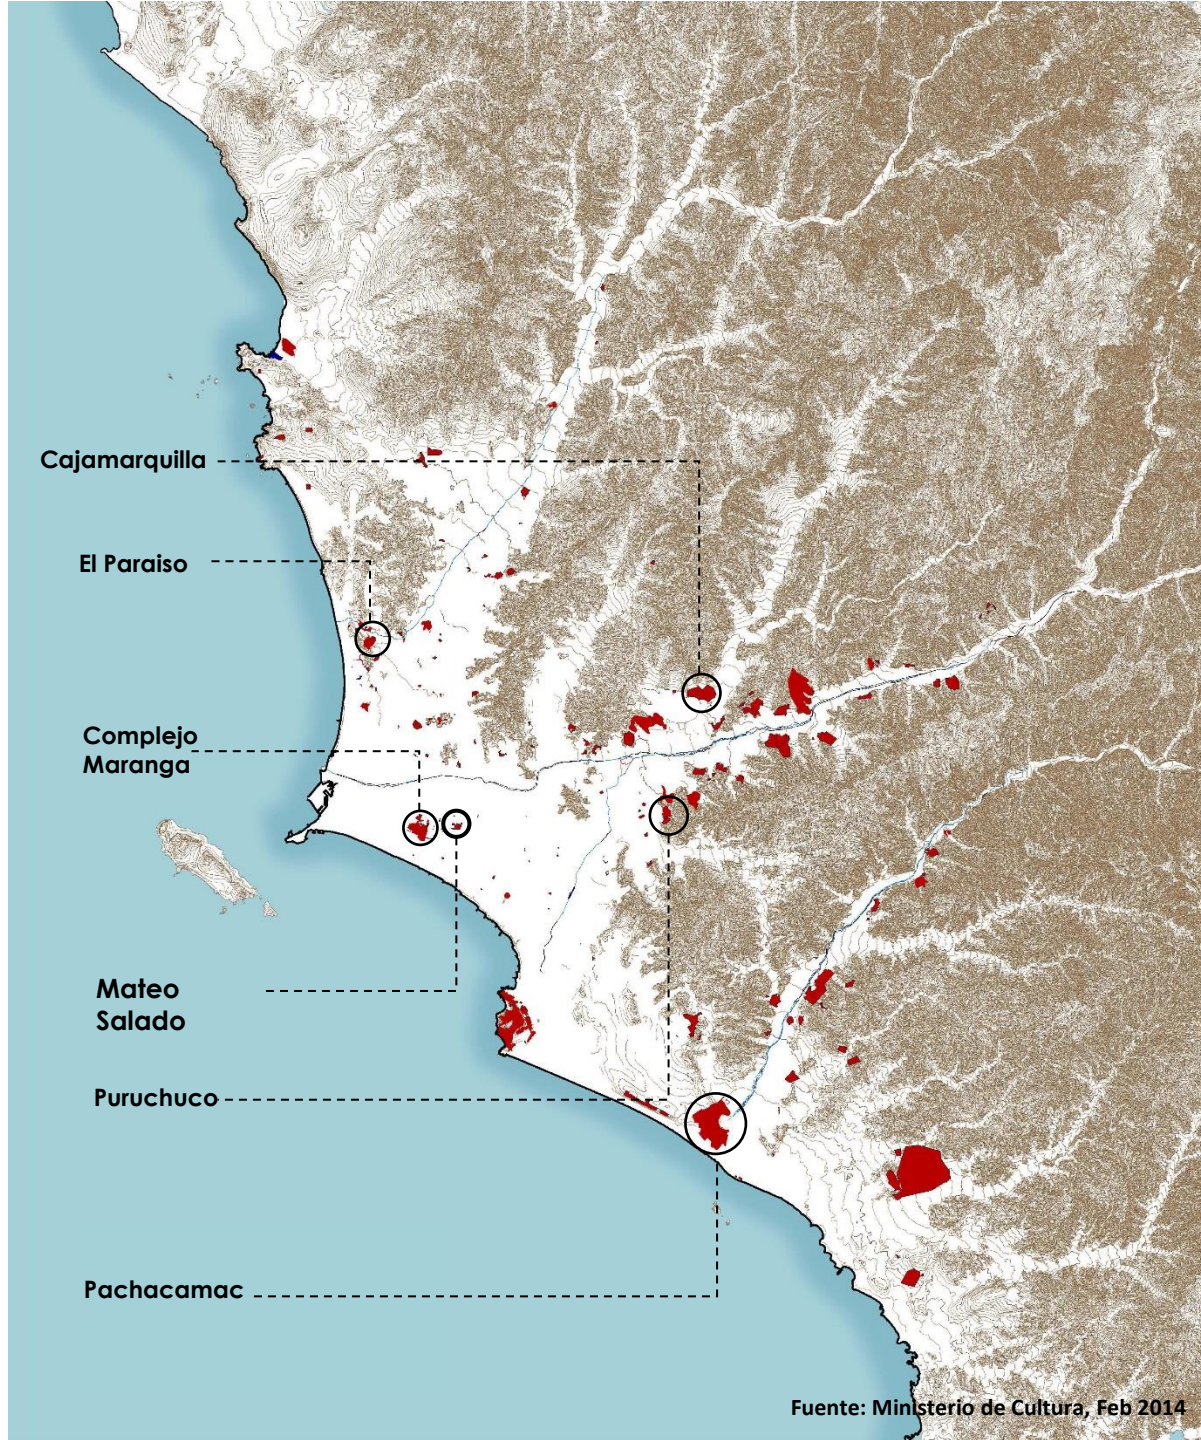 Cajamarquilla
El Paraiso
Complejo
Maranga
Mateo
Salado
Puruchuco
Pachacamac
Fuente: Ministerio de Cultura, Feb 2014